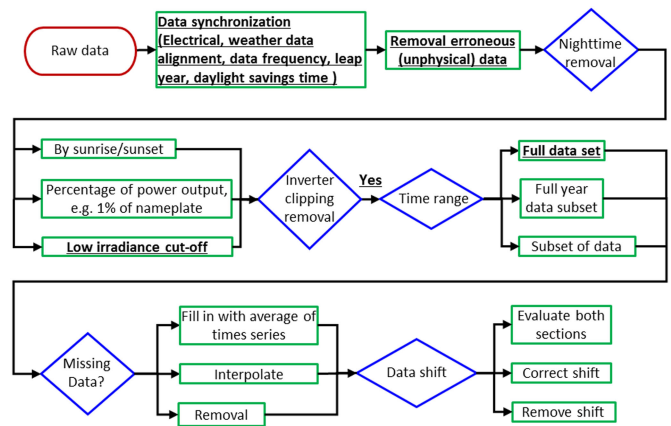 Raw data
Data synchronization
(Electrical, weather data
alignment, data frequency, leap
year, daylight savings time )
Removal erroneous
(unphysical) data
Nighttime
removal
By sunrise/sunset
Percentage of power output,
e.g. 1% of nameplate
Low irradiance cut-off
Inverter
clipping
removal
Yes
Time range
Full data set
Full year
data subset
Subset of data
Missing
Data?
Fill in with average of
times series
Interpolate
Removal
Data shift
Evaluate both
sections
Correct shift
Remove shift